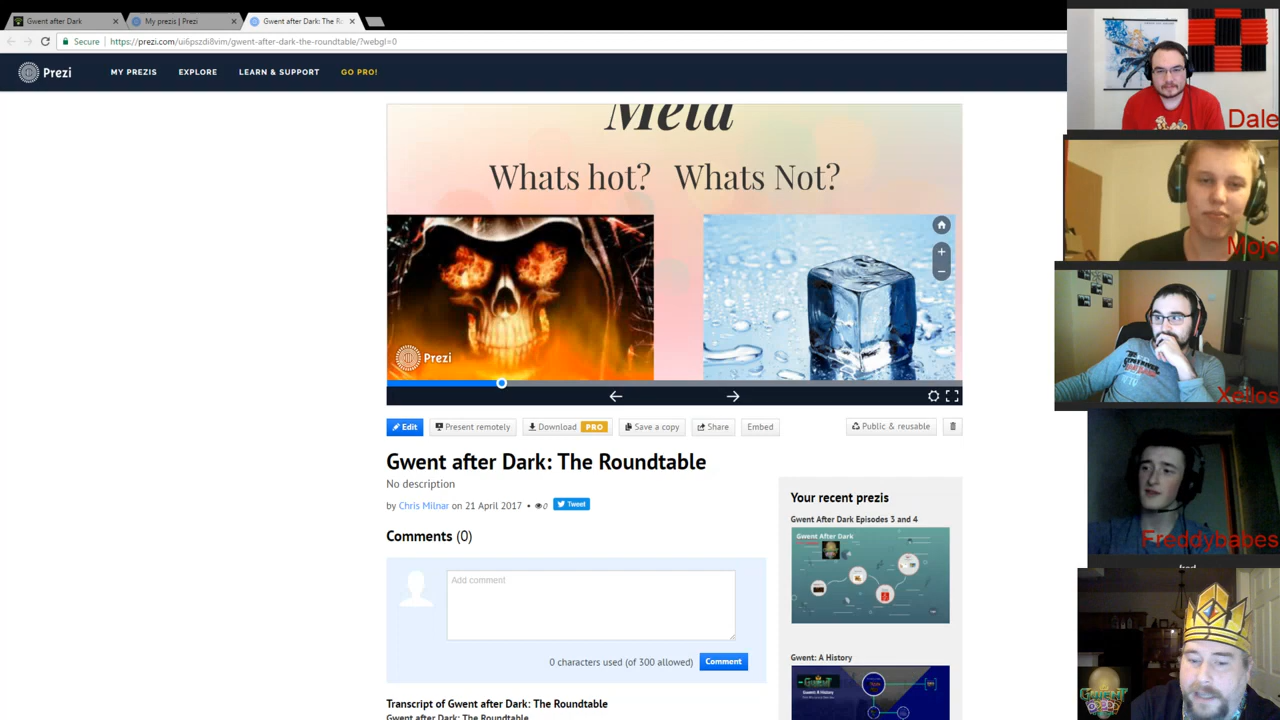 Gwent after Dark
My prezis | Prezi
Gwent after Dark: The Ro
Secure
https://prezi.com/ui6pszdi8vim/gwent-after-dark-the-roundtable/?webgl=0
Prezi
MY PREZIS
EXPLORE
LEARN & SUPPORT
GO PRO!
Meta
Whats hot? Whats Not?
Prezi
Edit
Present remotely
Download PRO
Save a copy
Share
Embed
Public & reusable
Gwent after Dark: The Roundtable
No description
by Chris Milnar on 21 April 2017 • 0
Tweet
Comments (0)
Add comment
0 characters used (of 300 allowed)
Comment
Transcript of Gwent after Dark: The Roundtable
Gwent after Dark: The Roundtable
Your recent prezis
Gwent After Dark Episodes 3 and 4
Gwent After Dark
Gwent: A History
GWENT
Dale
Mojo
Xellos
Freddybabes
fred
GWENT